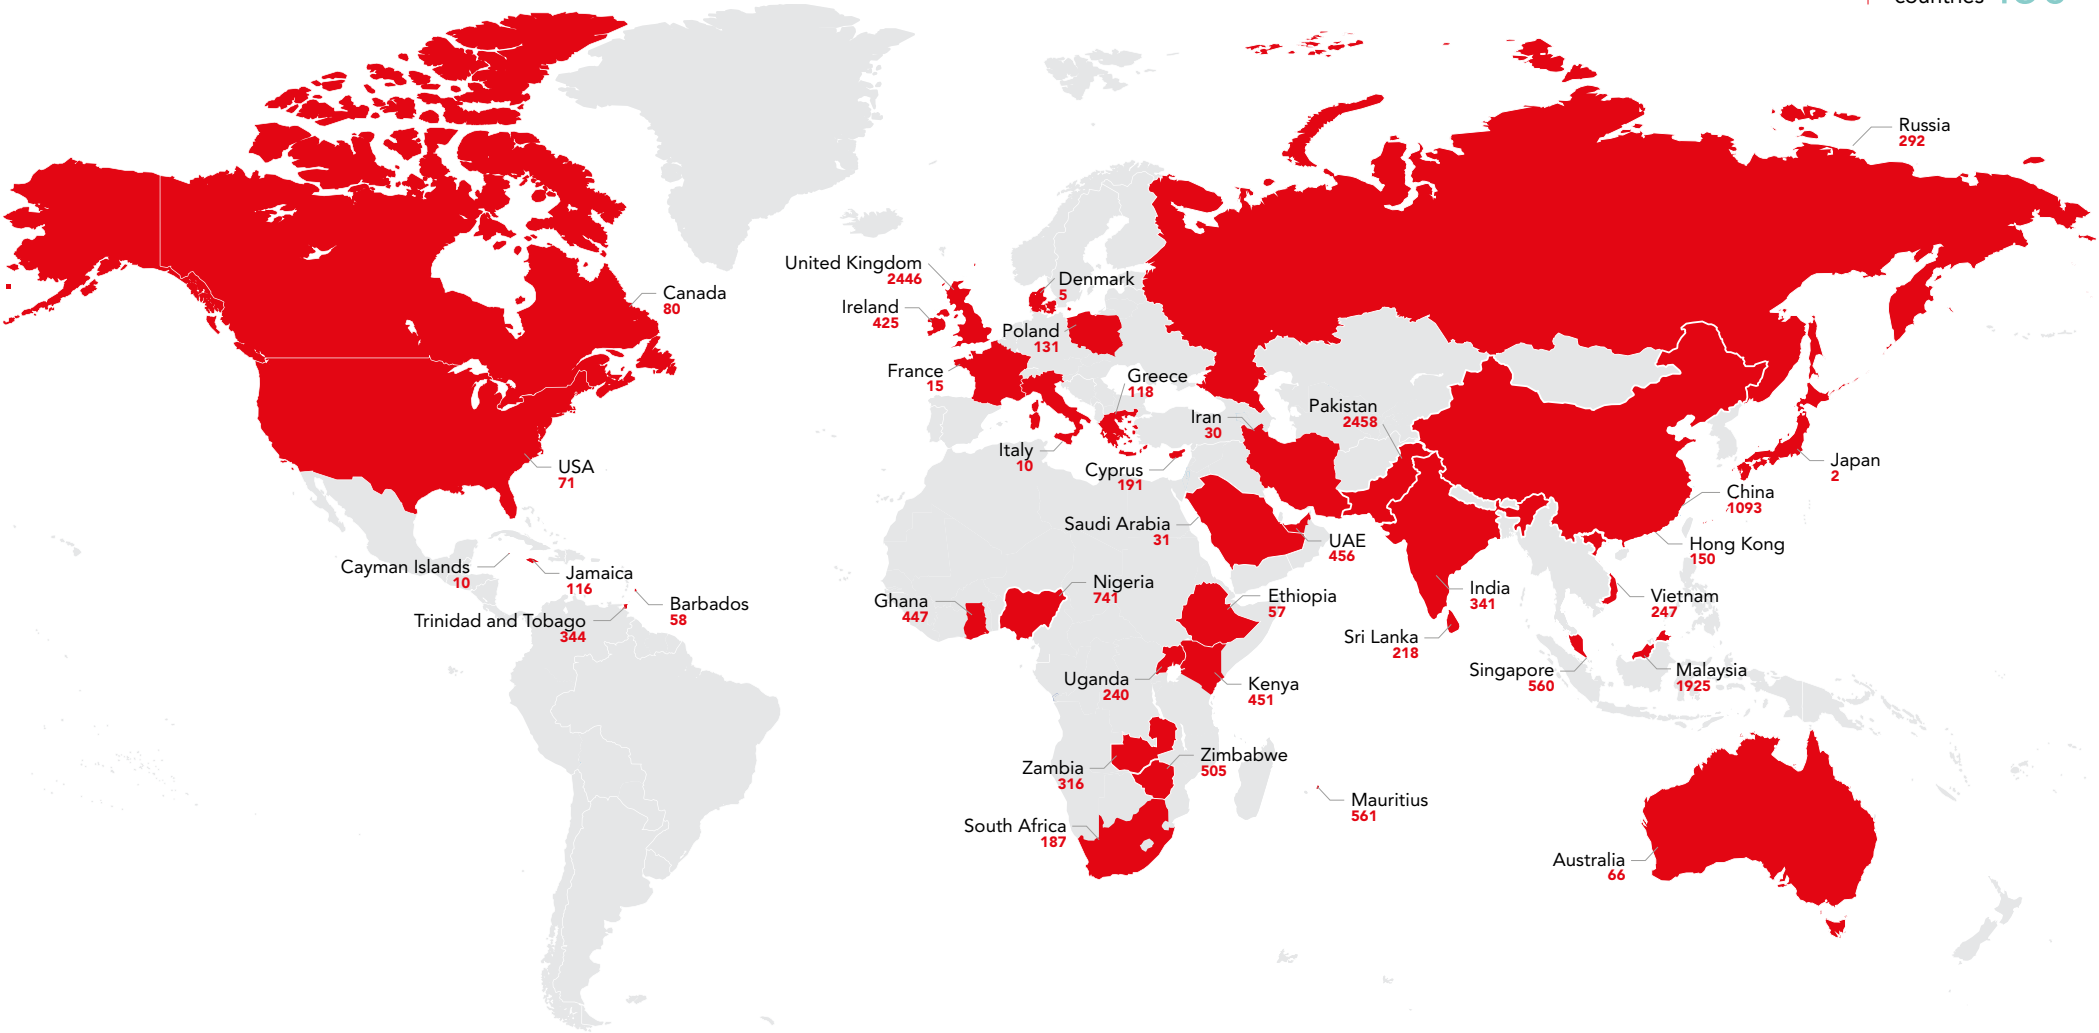 countries
Russia
292
United Kingdom
2446
Denmark
5
Canada
80
Ireland
425
Poland
131
France
15
Greece
118
Pakistan
2458
Iran
30
Italy
10
Cyprus
191
USA
71
Japan
2
China
1093
Saudi Arabia
31
UAE
456
Hong Kong
150
Cayman Islands
10
Jamaica
116
Nigeria
741
Ethiopia
57
India
341
Vietnam
247
Ghana
447
Barbados
58
Trinidad and Tobago
344
Sri Lanka
218
Singapore
560
Malaysia
1925
Uganda
240
Kenya
451
Zambia
316
Zimbabwe
505
Mauritius
561
South Africa
187
Australia
66